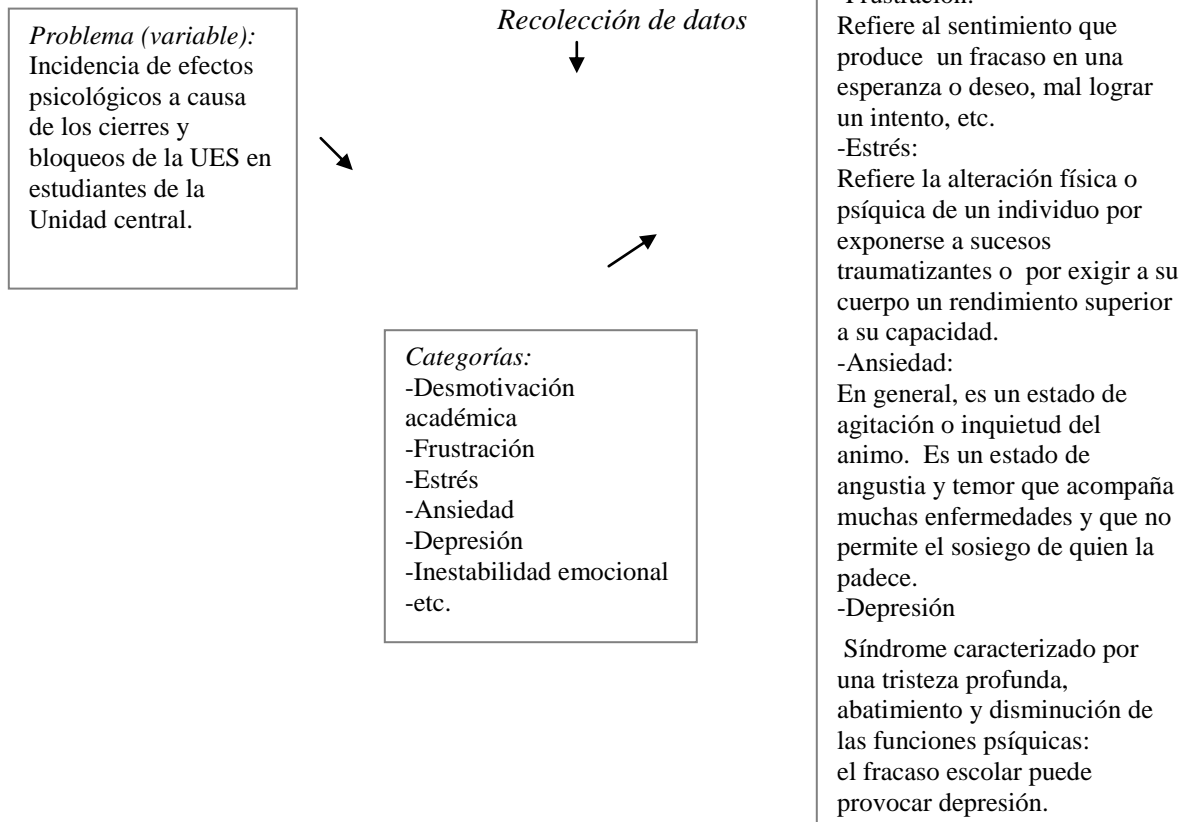 Recolección de datos
Problema (variable):
Incidencia de efectos
psicológicos a causa
de los cierres y
bloqueos de la UES en
estudiantes de la
Unidad central.
Categorías:
-Desmotivación
académica
-Frustración
-Estrés
-Ansiedad
-Depresión
-Inestabilidad emocional
-etc.
-Frustración:
Refiere al sentimiento que
produce  un fracaso en una
esperanza o deseo, mal lograr
un intento, etc.
-Estrés:
Refiere la alteración física o
psíquica de un individuo por
exponerse a sucesos
traumatizantes o  por exigir a su
cuerpo un rendimiento superior
a su capacidad.
-Ansiedad:
En general, es un estado de
agitación o inquietud del
animo.  Es un estado de
angustia y temor que acompaña
muchas enfermedades y que no
permite el sosiego de quien la
padece.
-Depresión
Síndrome caracterizado por
una tristeza profunda,
abatimiento y disminución de
las funciones psíquicas:
el fracaso escolar puede
provocar depresión.